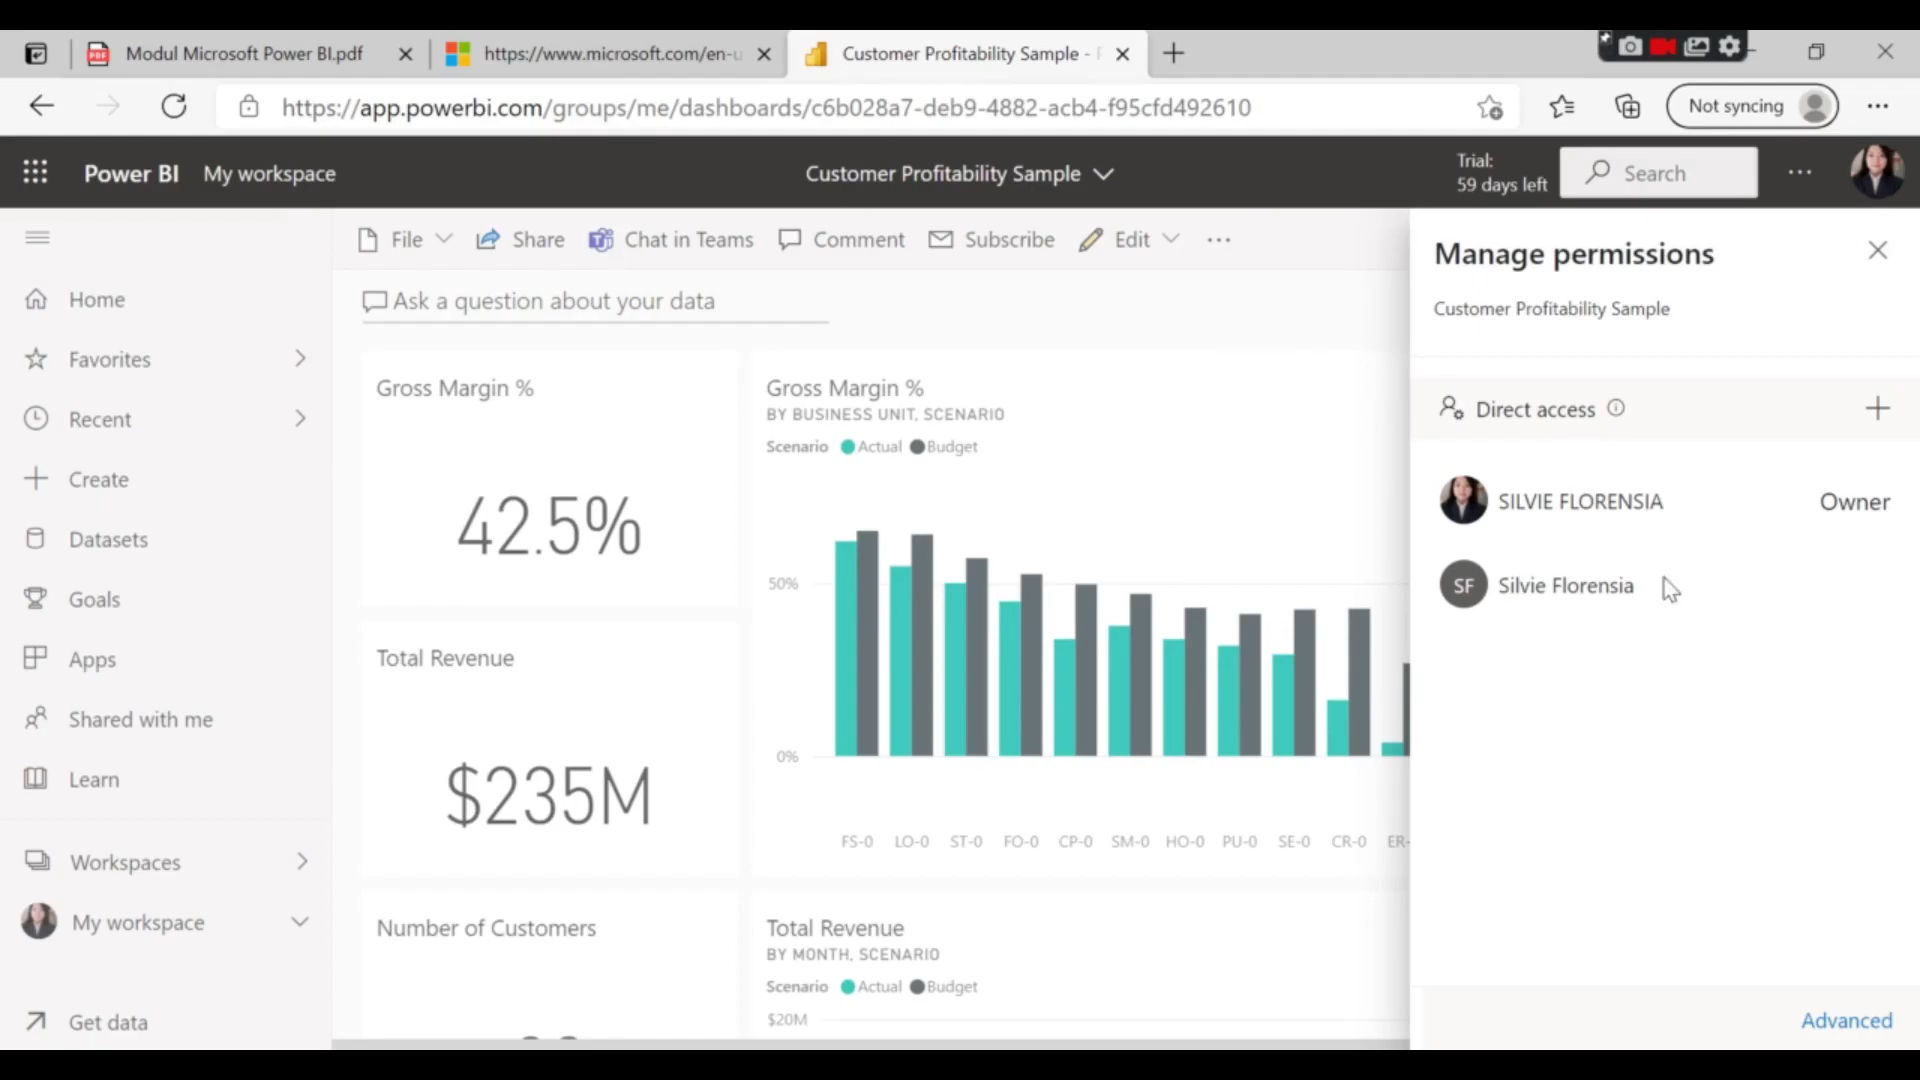 Modul Microsoft Power BI.pdf
https://www.microsoft.com/en-u
Customer Profitability Sample -
https://app.powerbi.com/groups/me/dashboards/c6b028a7-deb9-4882-acb4-f95cfd492610
Not syncing
Power BI
My workspace
Customer Profitability Sample
Trial:
59 days left
Search
File
Share
Chat in Teams
Comment
Subscribe
Edit
Home
Favorites
Recent
Create
Datasets
Goals
Apps
Shared with me
Learn
Workspaces
My workspace
Get data
Ask a question about your data
Gross Margin %
42.5%
Total Revenue
$235M
Number of Customers
Gross Margin %
BY BUSINESS UNIT, SCENARIO
Scenario Actual Budget
50%
0%
FS-0 LO-0 ST-0 FO-0 CP-0 SM-0 HO-0 PU-0 SE-0 CR-0 ER-
Total Revenue
BY MONTH, SCENARIO
Scenario Actual Budget
$20M
Manage permissions
Customer Profitability Sample
Direct access
SILVIE FLORENSIA
Owner
SF
Silvie Florensia
Advanced